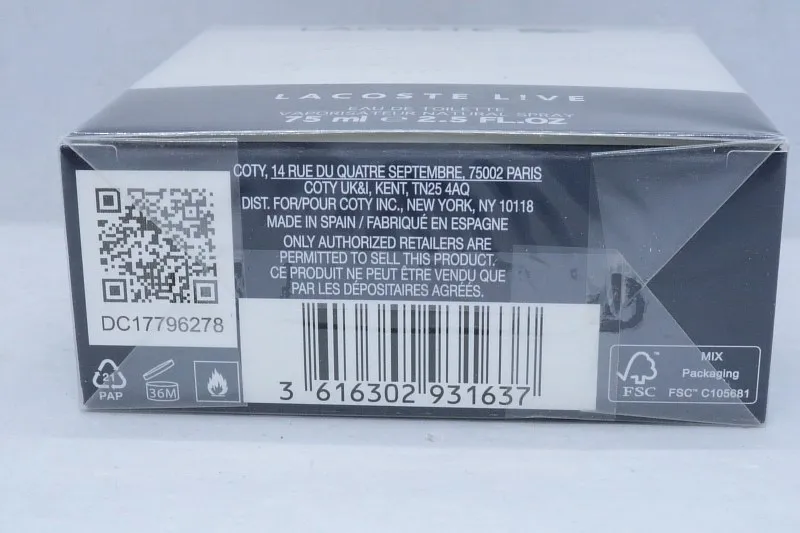 LACOSTE L!VE
EAU DE TOILETTE
VAPORISATEUR NATURAL SPRAY
75 ml e 2.5 FL.OZ
COTY, 14 RUE DU QUATRE SEPTEMBRE, 75002 PARIS
COTY UK&I, KENT, TN25 4AQ
DIST. FOR/POUR COTY INC., NEW YORK, NY 10118
MADE IN SPAIN / FABRIQUÉ EN ESPAGNE
ONLY AUTHORIZED RETAILERS ARE
PERMITTED TO SELL THIS PRODUCT.
CE PRODUIT NE PEUT ÊTRE VENDU QUE
PAR LES DÉPOSITAIRES AGRÉÉS.
DC17796278
21
PAP
36M
3 616302 931637
FSC
MIX
Packaging
FSC™ C105681